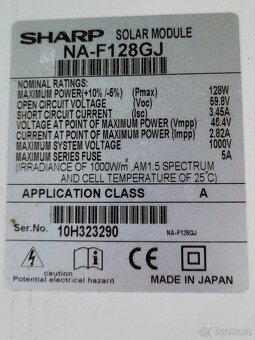 SHARP SOLAR MODULE
NA-F128GJ
NOMINAL RATINGS:
MAXIMUM POWER(+10% /-5%) (Pmax) 128W
OPEN CIRCUIT VOLTAGE (Voc) 59.8V
SHORT CIRCUIT CURRENT (Isc) 3.45A
VOLTAGE AT POINT OF MAXIMUM POWER (Vmpp) 45.4V
CURRENT AT POINT OF MAXIMUM POWER (Impp) 2.82A
MAXIMUM SYSTEM VOLTAGE 1000V
MAXIMUM SERIES FUSE 5A
(IRRADIANCE OF 1000W/m², AM1.5 SPECTRUM
AND CELL TEMPERATURE OF 25°C)
APPLICATION CLASS A
Ser.No. 10H323290 NA-F128GJ
CAUTION
Potential electrical hazard
MADE IN JAPAN
bazos.cz